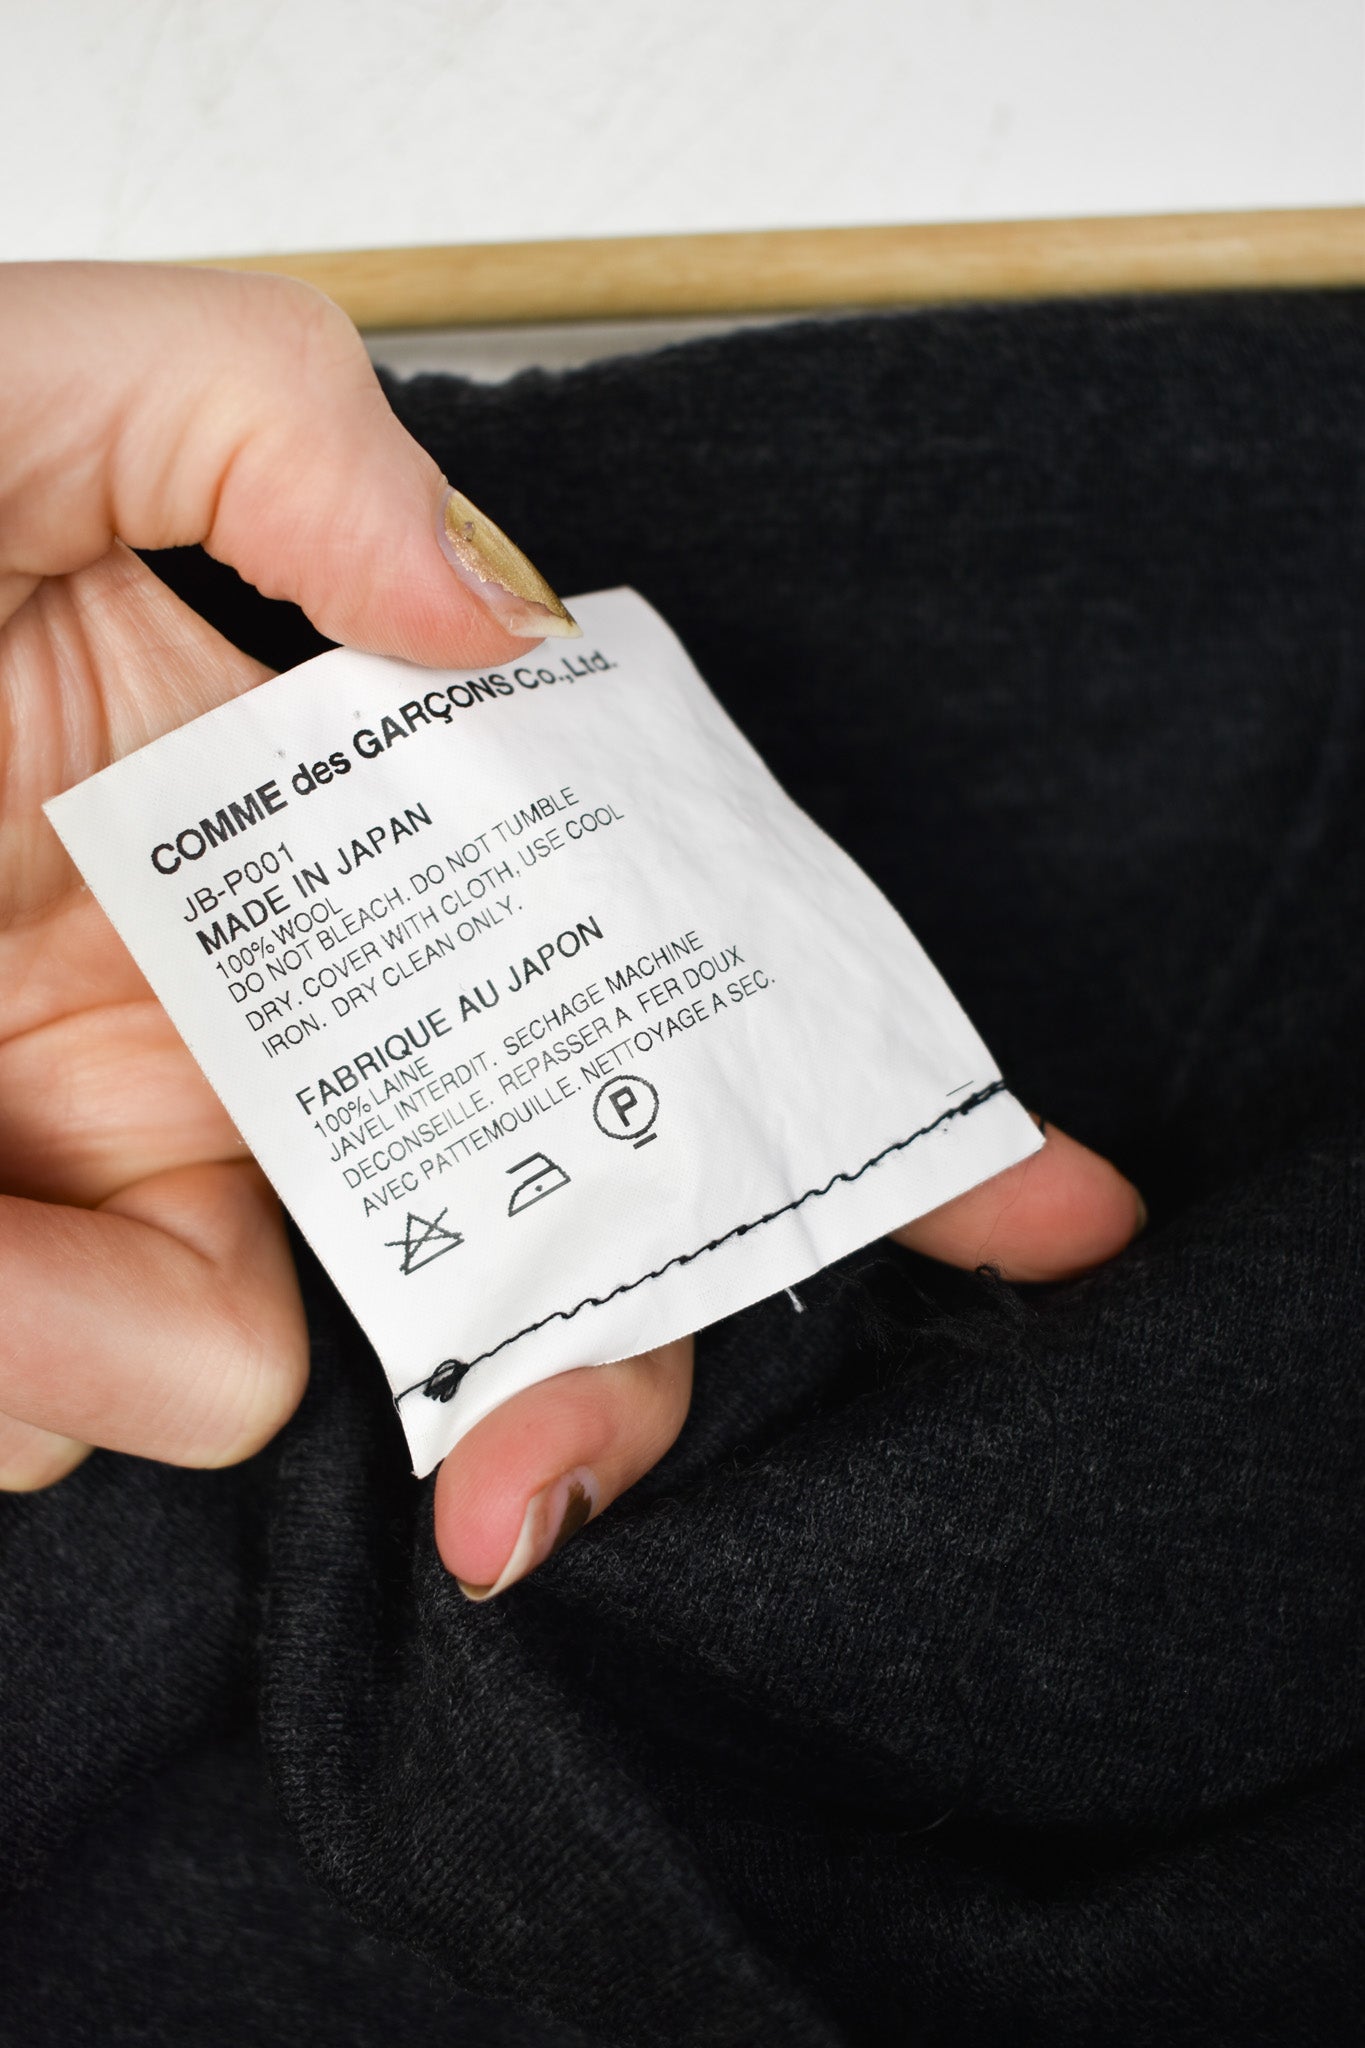 COMME des GARÇONS Co.,Ltd.
JB-P001
MADE IN JAPAN
100% WOOL
DO NOT BLEACH. DO NOT TUMBLE
DRY. COVER WITH CLOTH, USE COOL
IRON. DRY CLEAN ONLY.
FABRIQUE AU JAPON
100% LAINE
JAVEL INTERDIT. SECHAGE MACHINE
DECONSEILLE. REPASSER A FER DOUX
AVEC PATTEMOUILLE. NETTOYAGE A SEC.
P